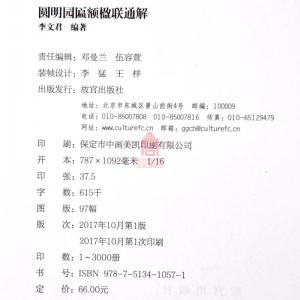 圆明园匾额楹联通解
李文君 编著
责任编辑：邓曼兰 伍容萱
装帧设计：李 猛 王 梓
出版发行：故宫出版社
地址：北京市东城区景山前街4号 邮编：100009
电话：010-85007808 010-85007816 传真：010-65129479
网址：www.culturefc.cn 邮箱：ggcb@culturefc.cn
印 刷：保定市中画美凯印刷有限公司
开 本：787×1092毫米 1/16
印 张：37.5
字 数：615千
图 版：97幅
版 次：2017年10月第1版
2017年10月第1次印刷
印 数：1~3000册
书 号：ISBN 978-7-5134-1057-1
定 价：66.00元